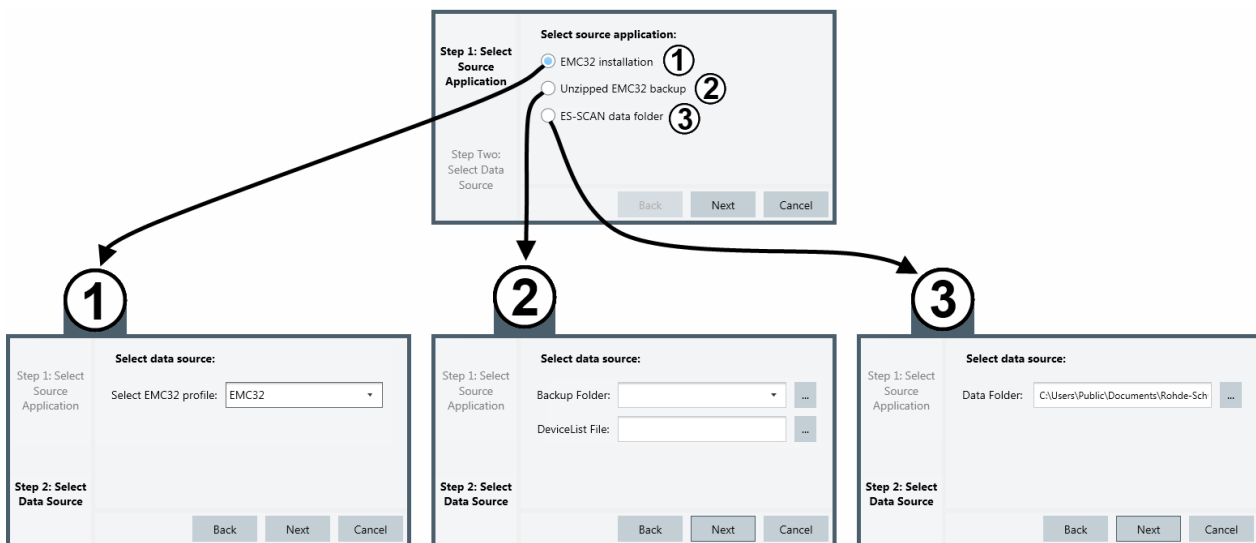 Select source application:
Step 1: Select
Source
Application
EMC32 installation 1
Unzipped EMC32 backup 2
ES-SCAN data folder 3
Step Two:
Select Data
Source
Back Next Cancel
1
2
3
Select data source:
Step 1: Select
Source
Application
Select EMC32 profile: EMC32
Step 2: Select
Data Source
Back Next Cancel
Select data source:
Step 1: Select
Source
Application
Backup Folder: ...
DeviceList File: ...
Step 2: Select
Data Source
Back Next Cancel
Select data source:
Step 1: Select
Source
Application
Data Folder: C:\Users\Public\Documents\Rohde-Sch ...
Step 2: Select
Data Source
Back Next Cancel